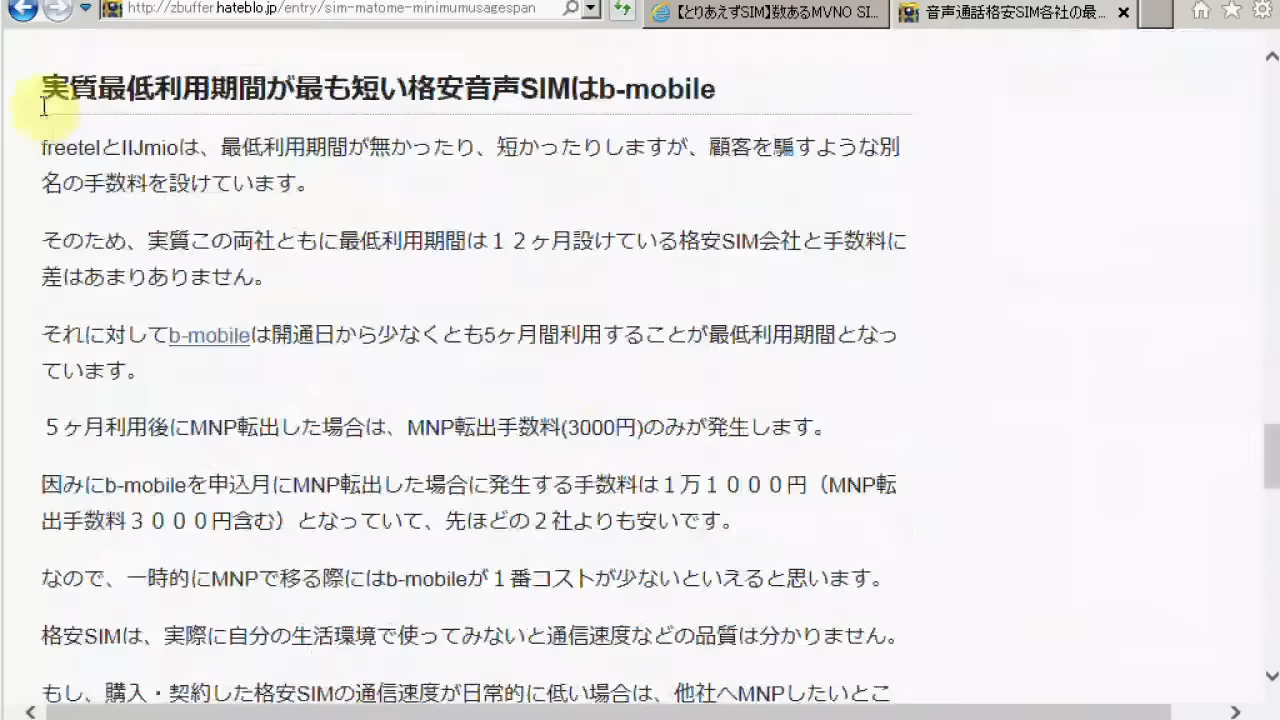 http://zbuffer.hateblo.jp/entry/sim-matome-minimumusagespan
【とりあえずSIM】数あるMVNO SI...
音声通話格安SIM各社の最...
実質最低利用期間が最も短い格安音声SIMはb-mobile
freetelとIIJmioは、最低利用期間が無かったり、短かったりしますが、顧客を騙すような別
名の手数料を設けています。
そのため、実質この両社ともに最低利用期間は１２ヶ月設けている格安SIM会社と手数料に
差はあまりありません。
それに対してb-mobileは開通日から少なくとも5ヶ月間利用することが最低利用期間となっ
ています。
５ヶ月利用後にMNP転出した場合は、MNP転出手数料(3000円)のみが発生します。
因みにb-mobileを申込月にMNP転出した場合に発生する手数料は１万１０００円（MNP転
出手数料３０００円含む）となっていて、先ほどの２社よりも安いです。
なので、一時的にMNPで移る際にはb-mobileが１番コストが少ないといえると思います。
格安SIMは、実際に自分の生活環境で使ってみないと通信速度などの品質は分かりません。
もし、購入・契約した格安SIMの通信速度が日常的に低い場合は、他社へMNPしたいとこ